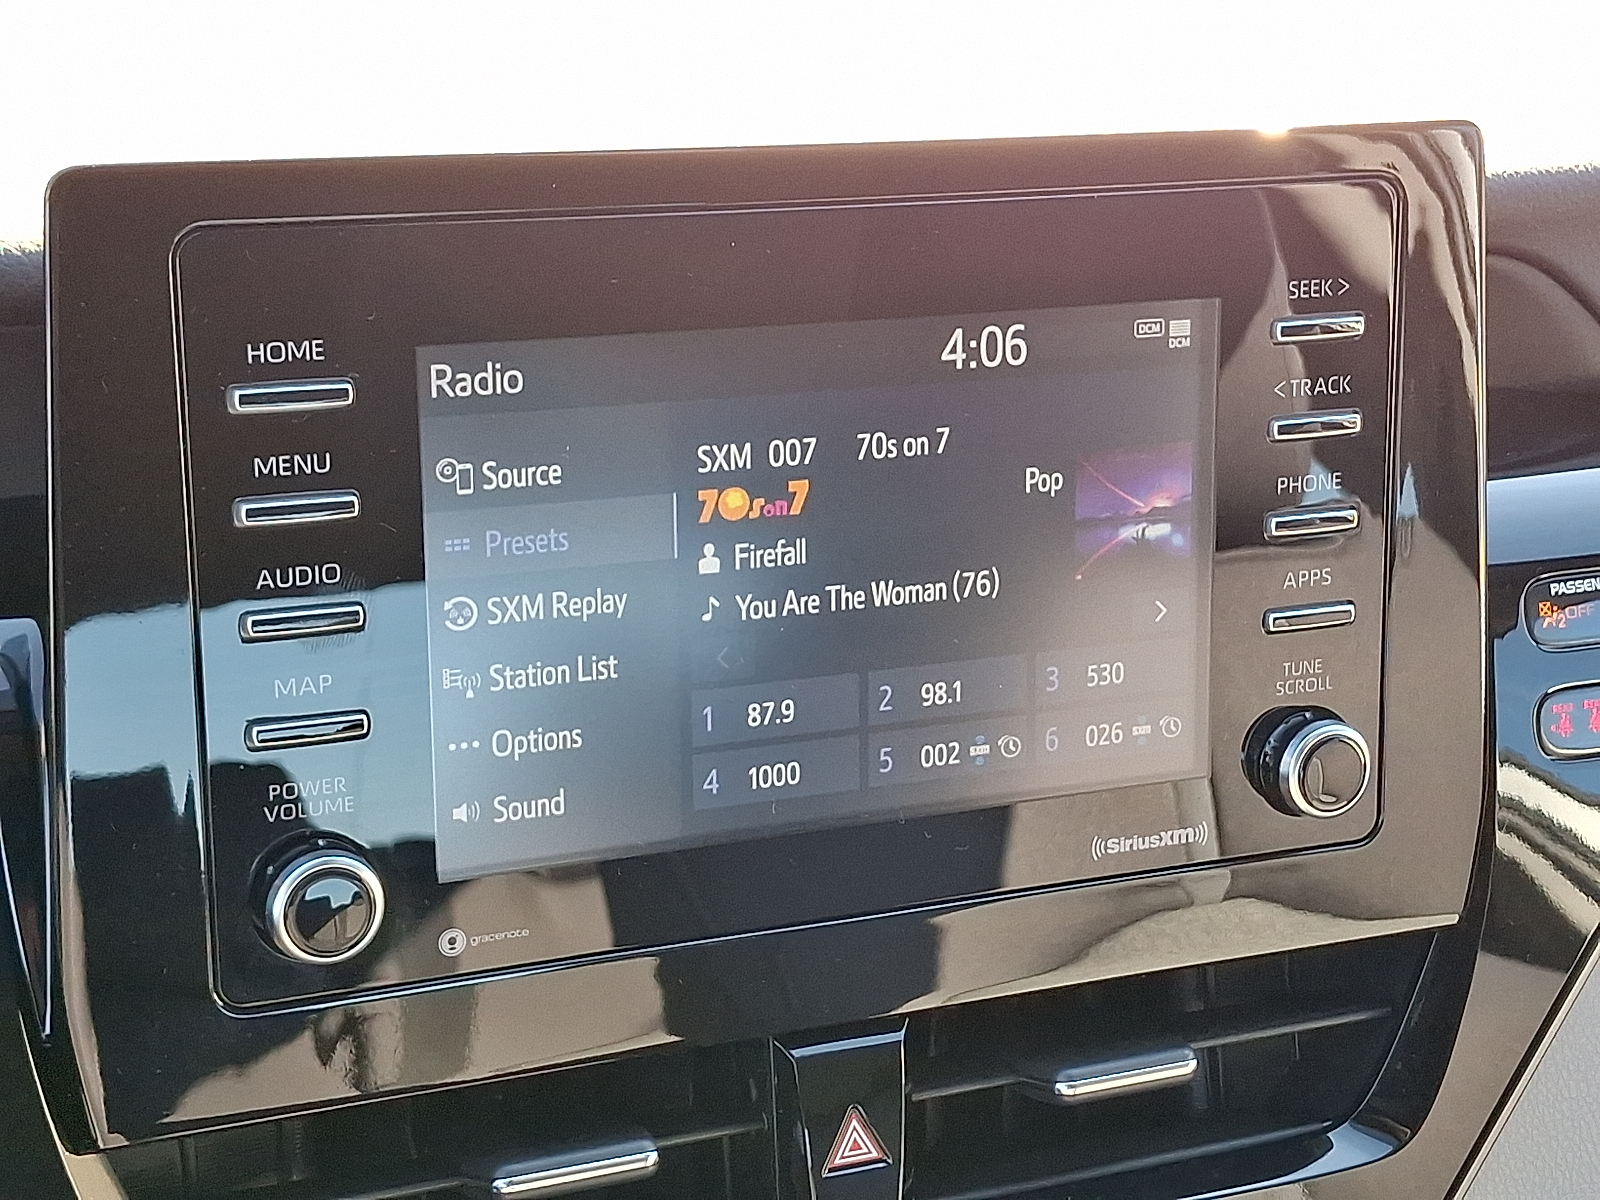 HOME
MENU
AUDIO
MAP
POWER
VOLUME
Radio
4:06
DCM
DCM
Source
Presets
SXM Replay
Station List
Options
Sound
SXM 007 70s on 7
70s on 7
Pop
Firefall
You Are The Woman (76)
1 87.9
2 98.1
3 530
4 1000
5 002 SXM
6 026 SXM
SiriusXM
gracenote
SEEK >
< TRACK
PHONE
APPS
TUNE
SCROLL
PASSEN
OFF
2